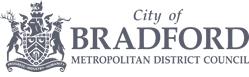 City of
BRADFORD
METROPOLITAN DISTRICT COUNCIL